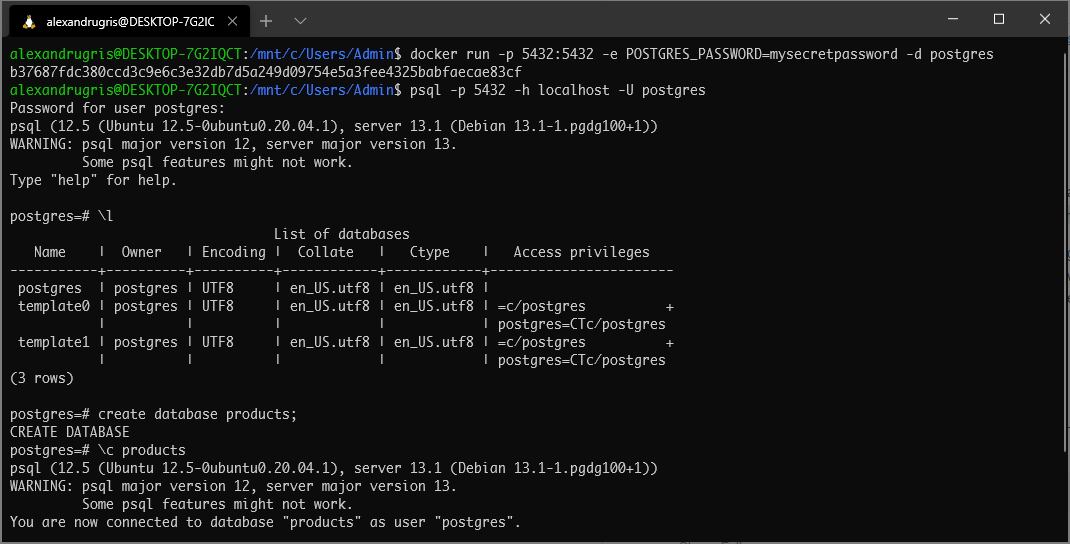 alexandrugris@DESKTOP-7G2IC
alexandrugris@DESKTOP-7G2IQCT:/mnt/c/Users/Admin$ docker run -p 5432:5432 -e POSTGRES_PASSWORD=mysecretpassword -d postgres
b37687fdc380ccd3c9e6c3e32db7d5a249d09754e5a3fee4325babfaecae83cf
alexandrugris@DESKTOP-7G2IQCT:/mnt/c/Users/Admin$ psql -p 5432 -h localhost -U postgres
Password for user postgres:
psql (12.5 (Ubuntu 12.5-0ubuntu0.20.04.1), server 13.1 (Debian 13.1-1.pgdg100+1))
WARNING: psql major version 12, server major version 13.
         Some psql features might not work.
Type "help" for help.

postgres=# \l
                                 List of databases
   Name    |  Owner   | Encoding |  Collate   |   Ctype    |   Access privileges
-----------+----------+----------+------------+------------+-----------------------
 postgres  | postgres | UTF8     | en_US.utf8 | en_US.utf8 |
 template0 | postgres | UTF8     | en_US.utf8 | en_US.utf8 | =c/postgres          +
           |          |          |            |            | postgres=CTc/postgres
 template1 | postgres | UTF8     | en_US.utf8 | en_US.utf8 | =c/postgres          +
           |          |          |            |            | postgres=CTc/postgres
(3 rows)

postgres=# create database products;
CREATE DATABASE
postgres=# \c products
psql (12.5 (Ubuntu 12.5-0ubuntu0.20.04.1), server 13.1 (Debian 13.1-1.pgdg100+1))
WARNING: psql major version 12, server major version 13.
         Some psql features might not work.
You are now connected to database "products" as user "postgres".